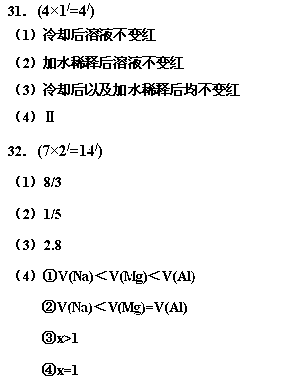 31．(4×1/=4/)
（1）冷却后溶液不变红
（2）加水稀释后溶液不变红
（3）冷却后以及加水稀释后均不变红
（4）Ⅱ
32．(7×2/=14/)
（1）8/3
（2）1/5
（3）2.8
（4）①V(Na)＜V(Mg)＜V(Al)
②V(Na)＜V(Mg)=V(Al)
③x>1
④x=1